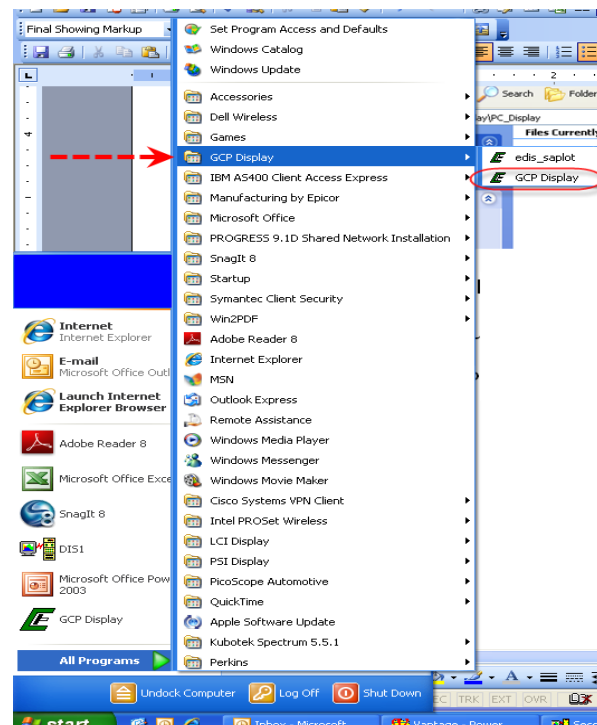 Final Showing Markup
L
2
Search
Folder
ay\PC_Display
Files Currently
Set Program Access and Defaults
Windows Catalog
Windows Update
Accessories
Dell Wireless
Games
GCP Display
IBM AS400 Client Access Express
Manufacturing by Epicor
Microsoft Office
PROGRESS 9.1D Shared Network Installation
SnagIt 8
Startup
Symantec Client Security
Win2PDF
Adobe Reader 8
Internet Explorer
MSN
Outlook Express
Remote Assistance
Windows Media Player
Windows Messenger
Windows Movie Maker
Cisco Systems VPN Client
Intel PROSet Wireless
LCI Display
PSI Display
PicoScope Automotive
QuickTime
Apple Software Update
Kubotek Spectrum 5.5.1
Perkins
edis_saplot
GCP Display
Internet
Internet Explorer
E-mail
Microsoft Office Outl
Launch Internet
Explorer Browser
Adobe Reader 8
Microsoft Office Exce
SnagIt 8
DIS1
Microsoft Office Pow
2003
GCP Display
All Programs
Undock Computer
Log Off
Shut Down
EC TRK EXT OVR
start
Inbox - Microsoft
Vantage - Power